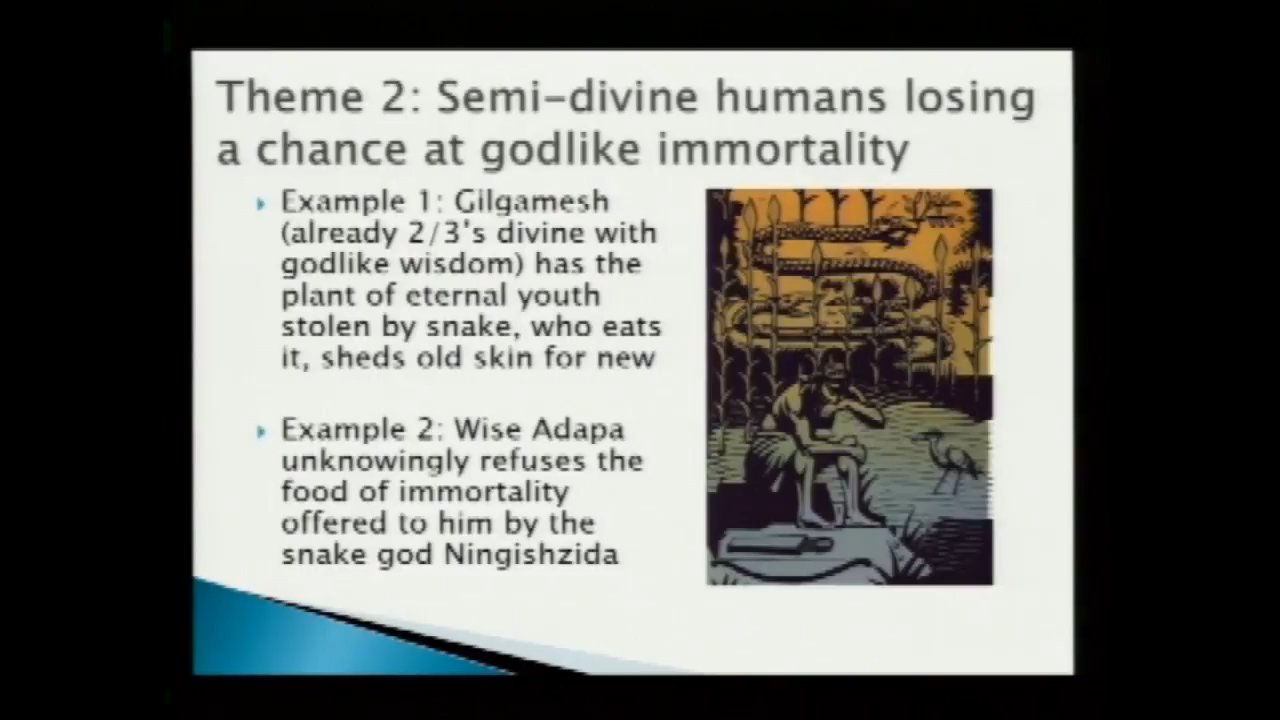 Theme 2: Semi-divine humans losing
a chance at godlike immortality
Example 1: Gilgamesh
(already 2/3's divine with
godlike wisdom) has the
plant of eternal youth
stolen by snake, who eats
it, sheds old skin for new
Example 2: Wise Adapa
unknowingly refuses the
food of immortality
offered to him by the
snake god Ningishzida